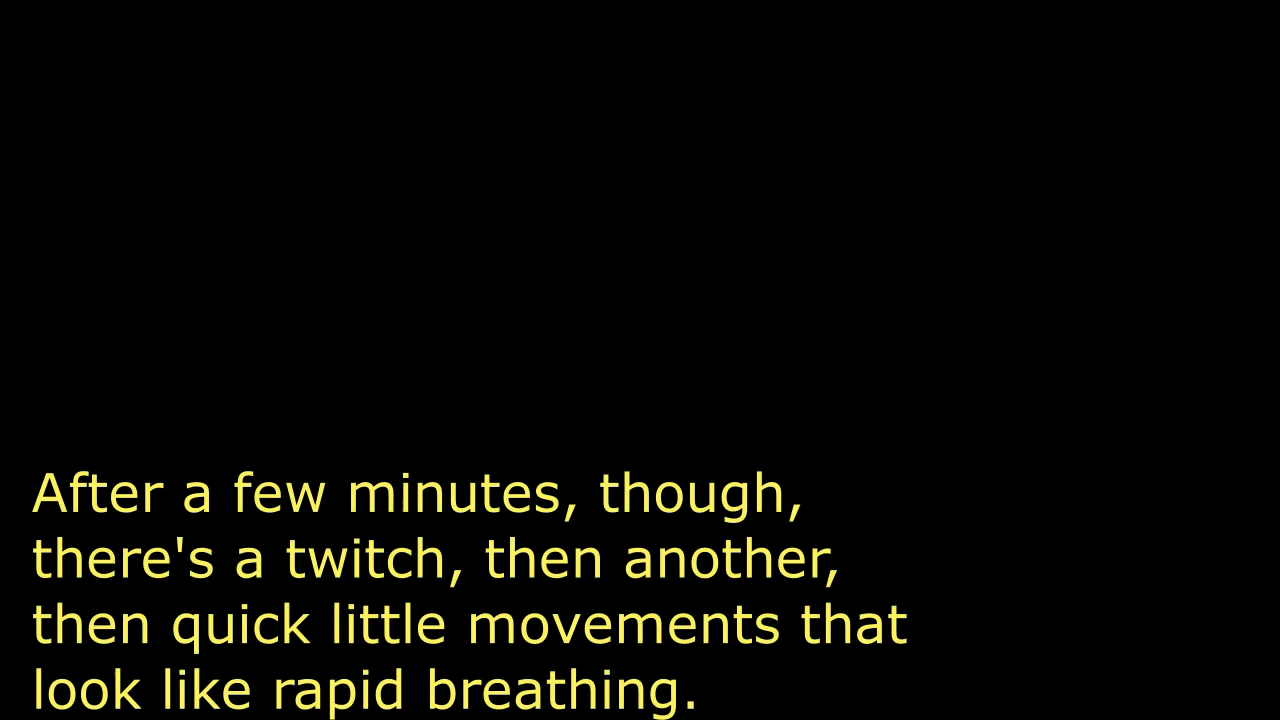 After a few minutes, though,
there's a twitch, then another,
then quick little movements that
look like rapid breathing.